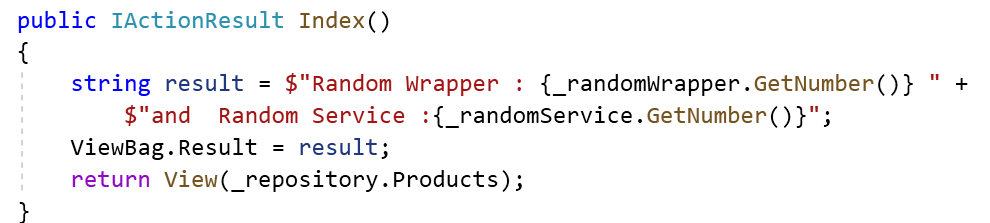 public IActionResult Index()
{
    string result = $"Random Wrapper : {_randomWrapper.GetNumber()} " +
        $"and  Random Service :{_randomService.GetNumber()}";
    ViewBag.Result = result;
    return View(_repository.Products);
}